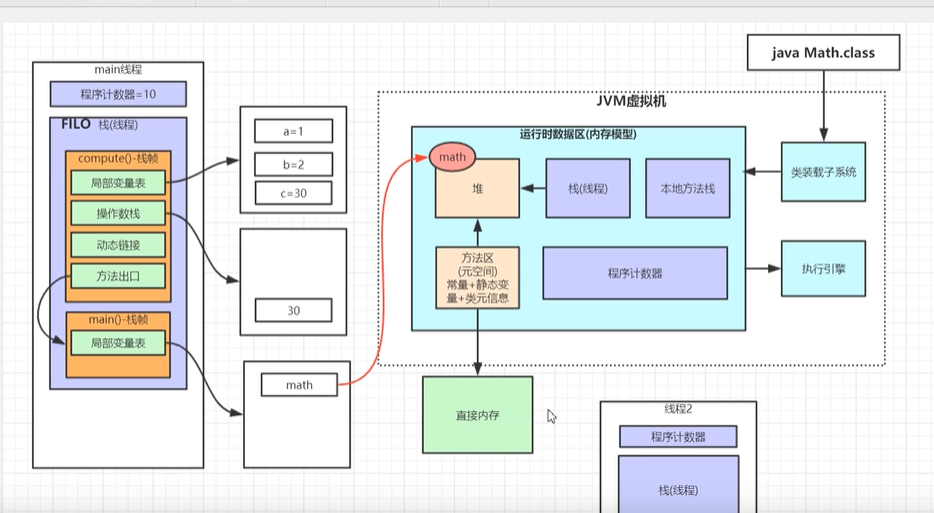 java Math.class
main线程
程序计数器=10
FILO 栈(线程)
compute()-栈帧
局部变量表
操作数栈
动态链接
方法出口
main()-栈帧
局部变量表
a=1
b=2
c=30
30
math
JVM虚拟机
运行时数据区(内存模型)
math
堆
栈(线程)
本地方法栈
方法区
(元空间)
常量+静态变
量+类元信息
程序计数器
类装载子系统
执行引擎
直接内存
线程2
程序计数器
栈(线程)